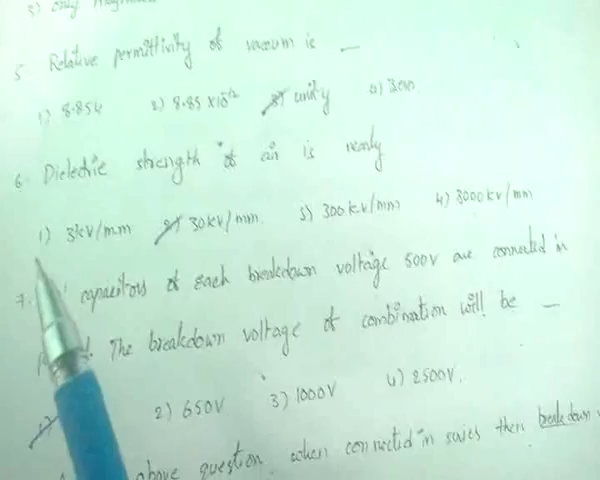 3) only
5 Relative permittivity of vacuum is —
1) 8.854 2) 8.85 x10⁻¹² 3) unity 4) 300
6. Dielectric strength of air is nearly
1) 3kv/mm 2) 30kv/mm. 3) 300kv/mm 4) 3000kv/mm
7. capacitors of each breakdown voltage 500v are connected in
The breakdown voltage of combination will be —
2) 650V 3) 1000V 4) 2500V.
above question when connected in series then breakdown